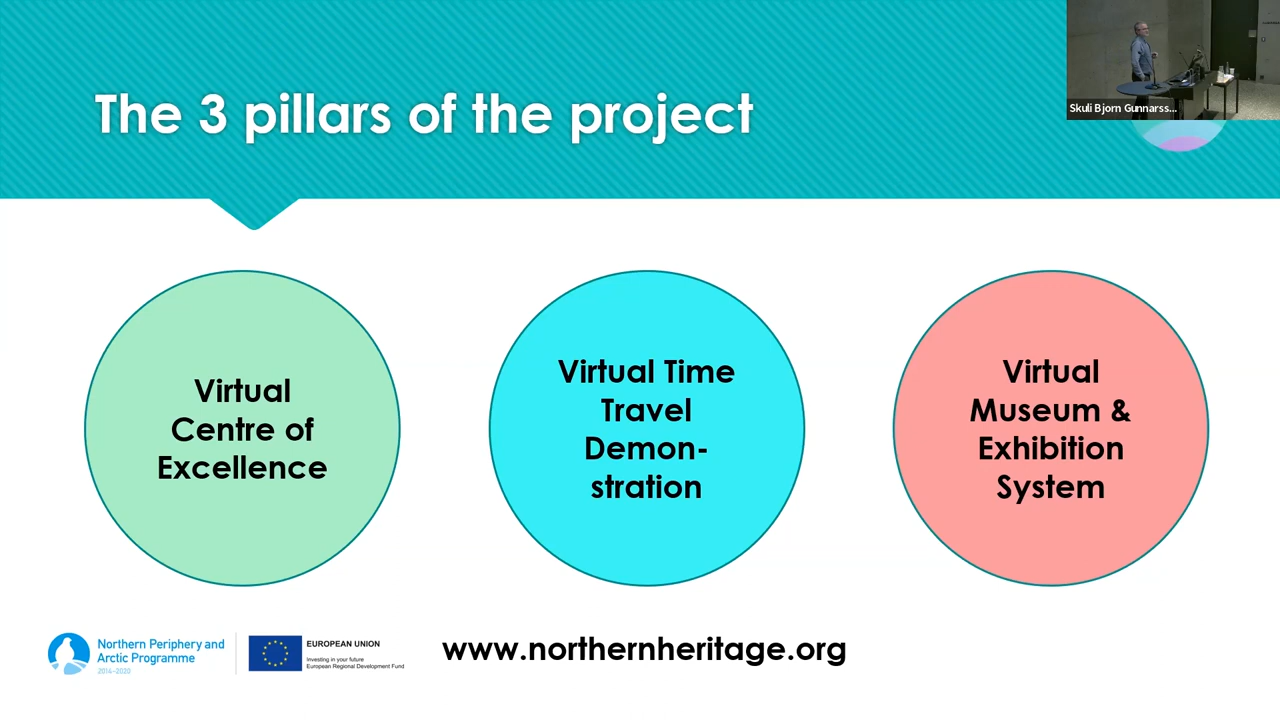 The 3 pillars of the project
Skuli Bjorn Gunnarss...
Virtual
Centre of
Excellence
Virtual Time
Travel
Demon-
stration
Virtual
Museum &
Exhibition
System
Northern Periphery and
Arctic Programme
2014–2020
EUROPEAN UNION
Investing in your future
European Regional Development Fund
www.northernheritage.org